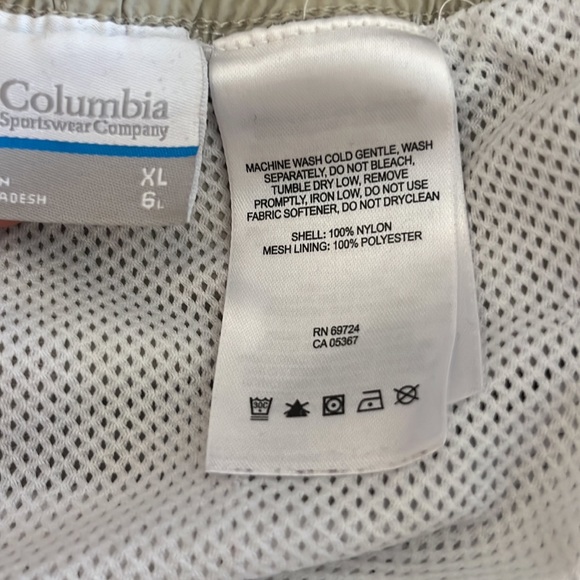 Columbia
Sportswear Company
XL
6L
N
ADESH
MACHINE WASH COLD GENTLE, WASH
SEPARATELY, DO NOT BLEACH,
TUMBLE DRY LOW, REMOVE
PROMPTLY, IRON LOW, DO NOT USE
FABRIC SOFTENER, DO NOT DRYCLEAN
SHELL: 100% NYLON
MESH LINING: 100% POLYESTER
RN 69724
CA 05367
30C